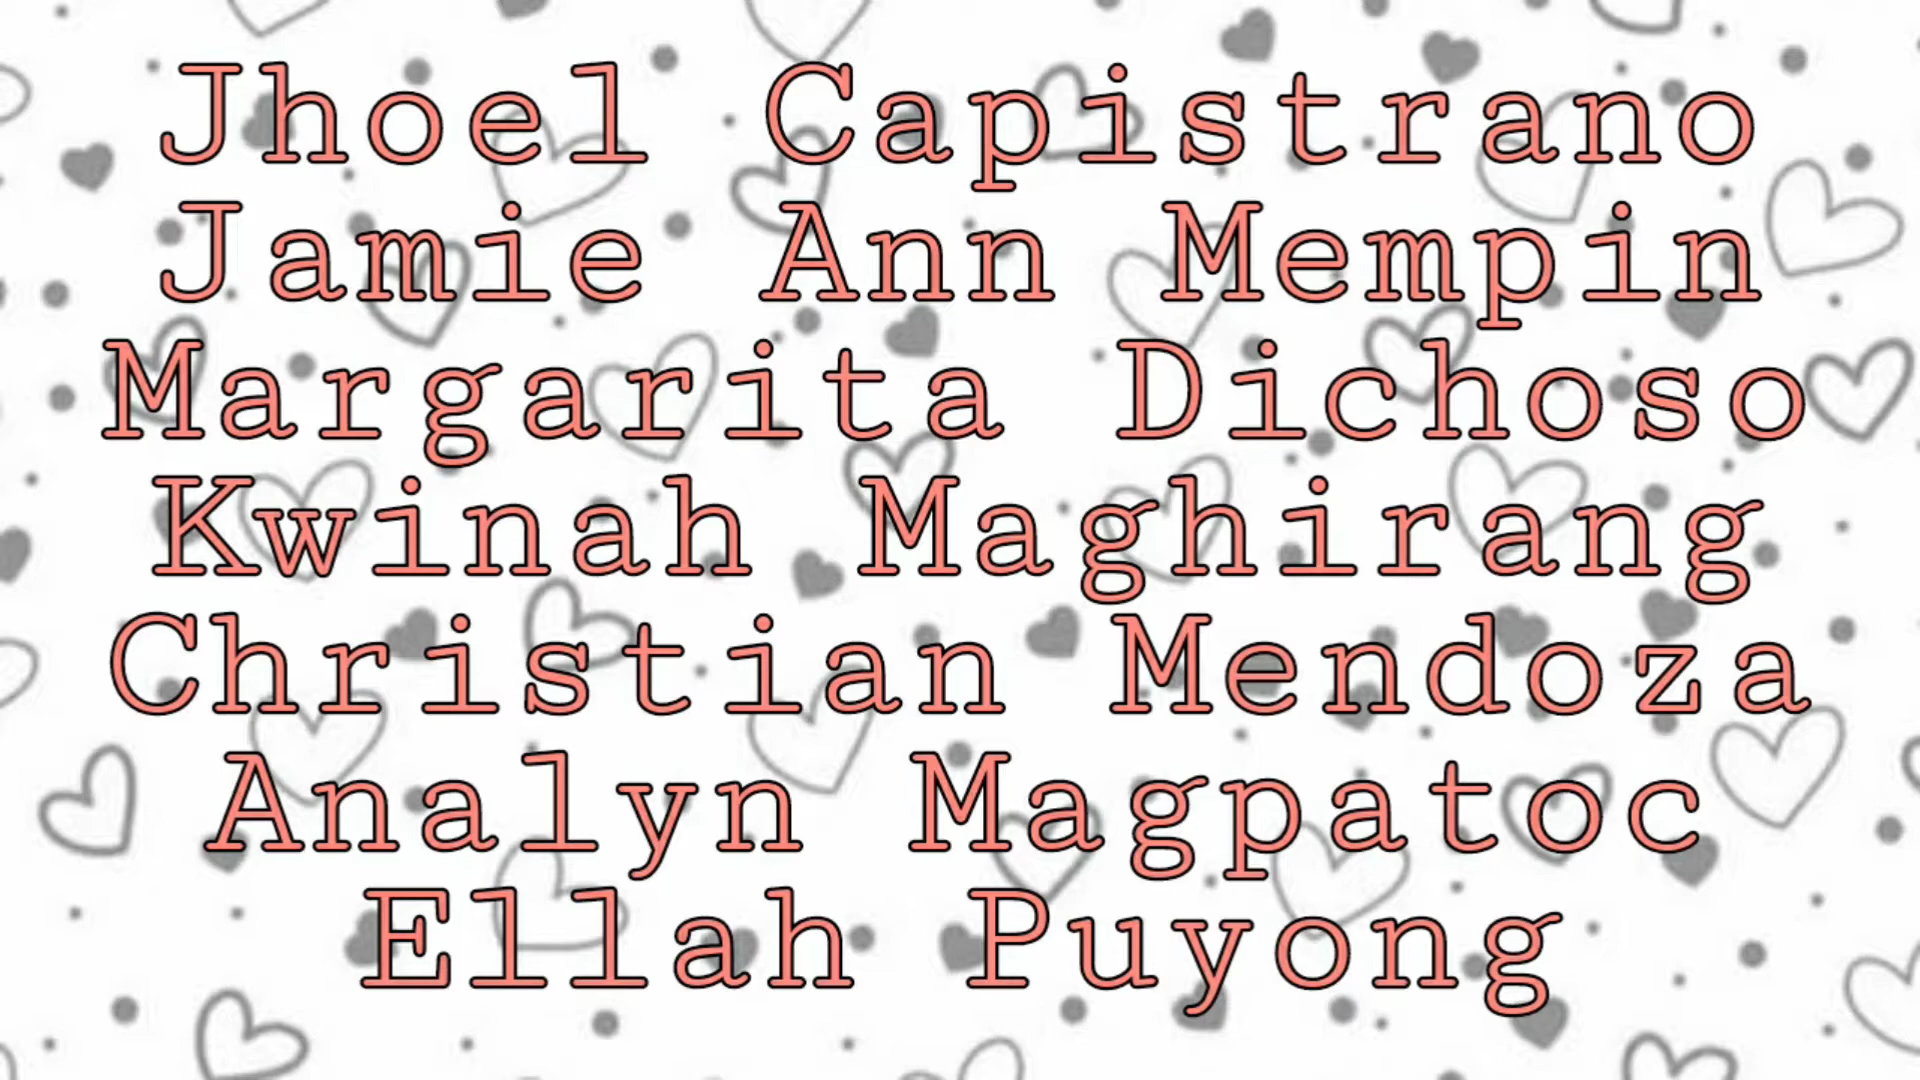 Jhoel Capistrano
Jamie Ann Mempin
Margarita Dichoso
Kwinah Maghirang
Christian Mendoza
Analyn Magpatoc
Ellah Puyong